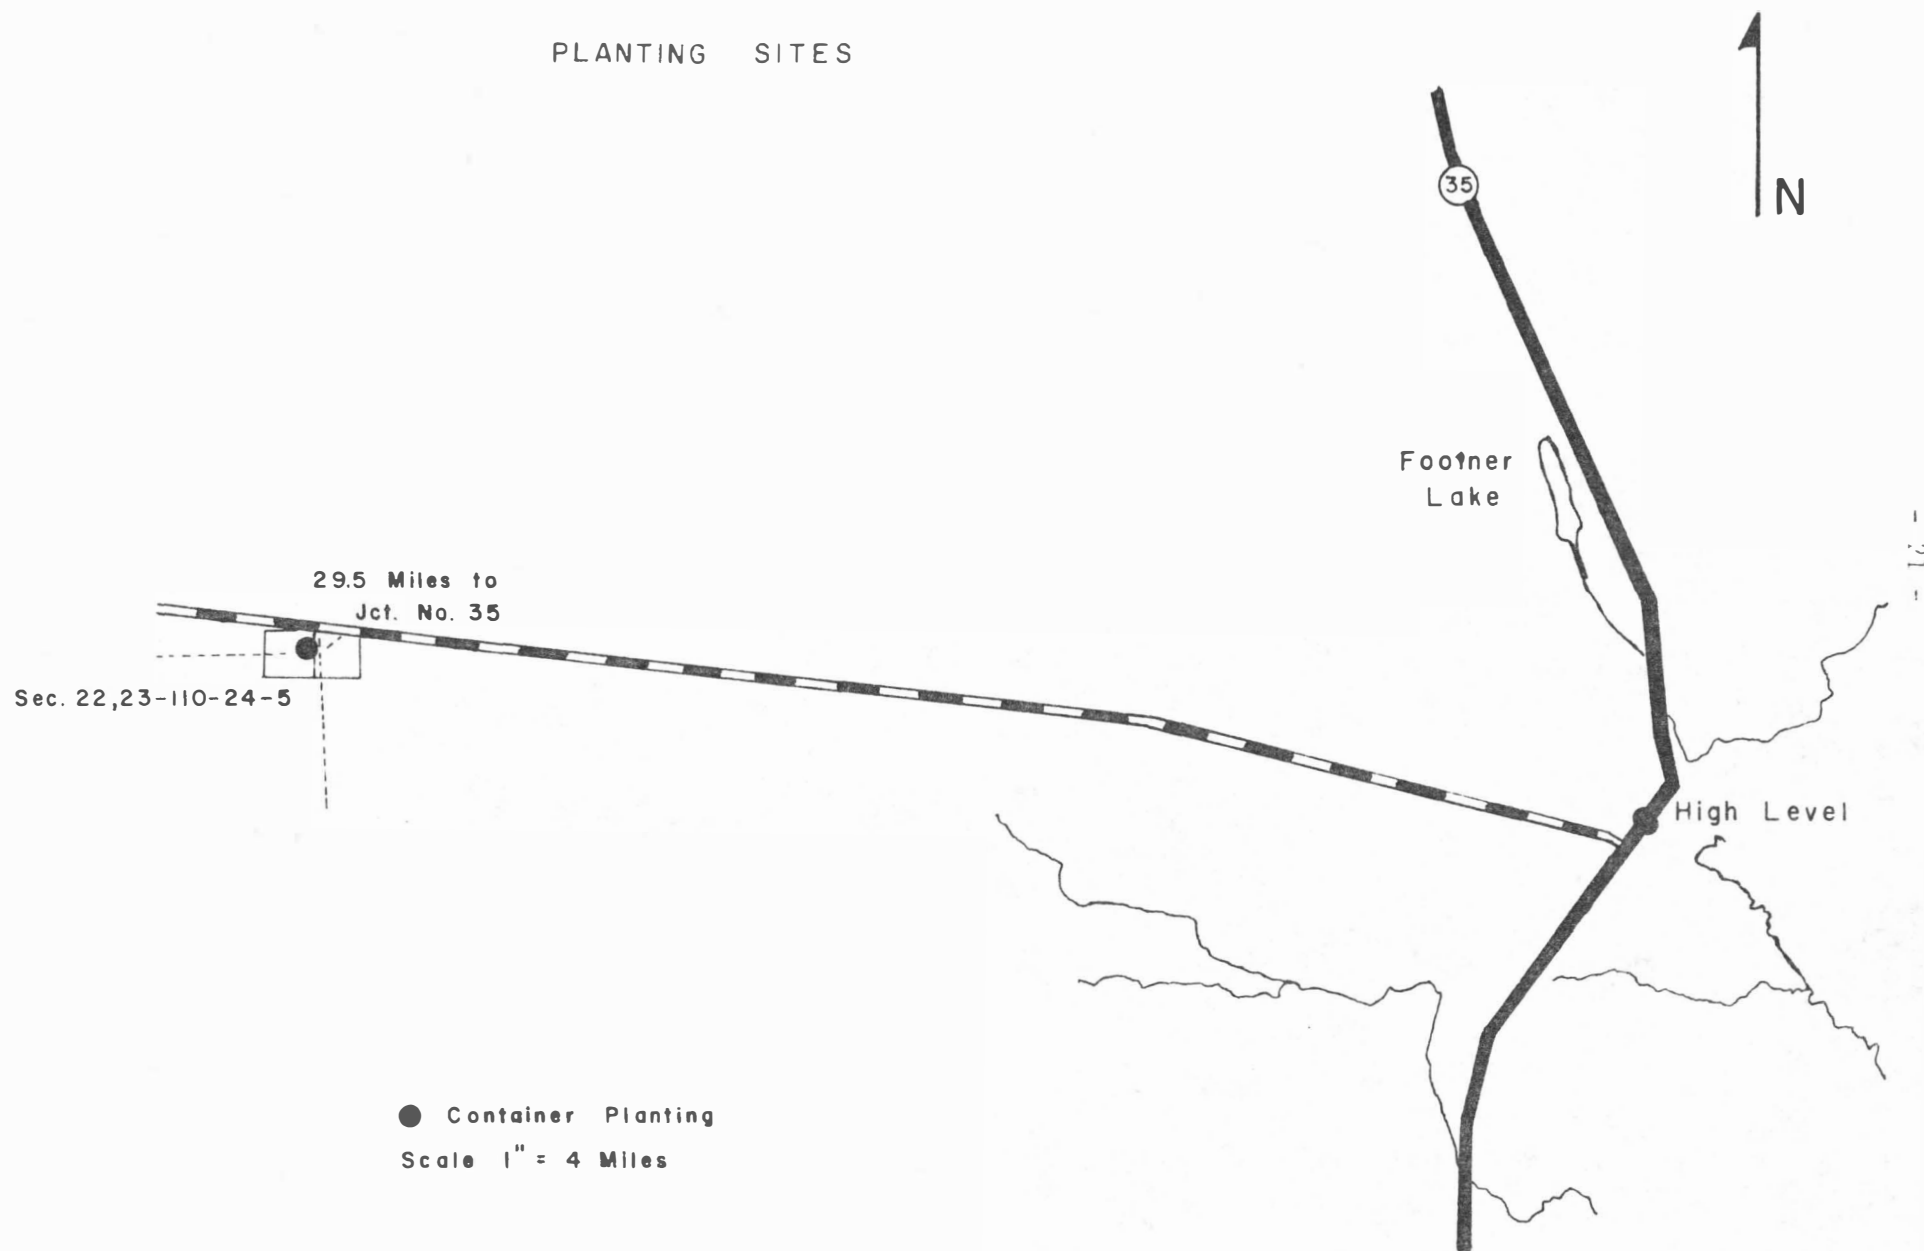 PLANTING SITES
35
N
Footner
Lake
29.5 Miles to
Jct. No. 35
Sec. 22,23-110-24-5
High Level
Container Planting
Scale 1" = 4 Miles